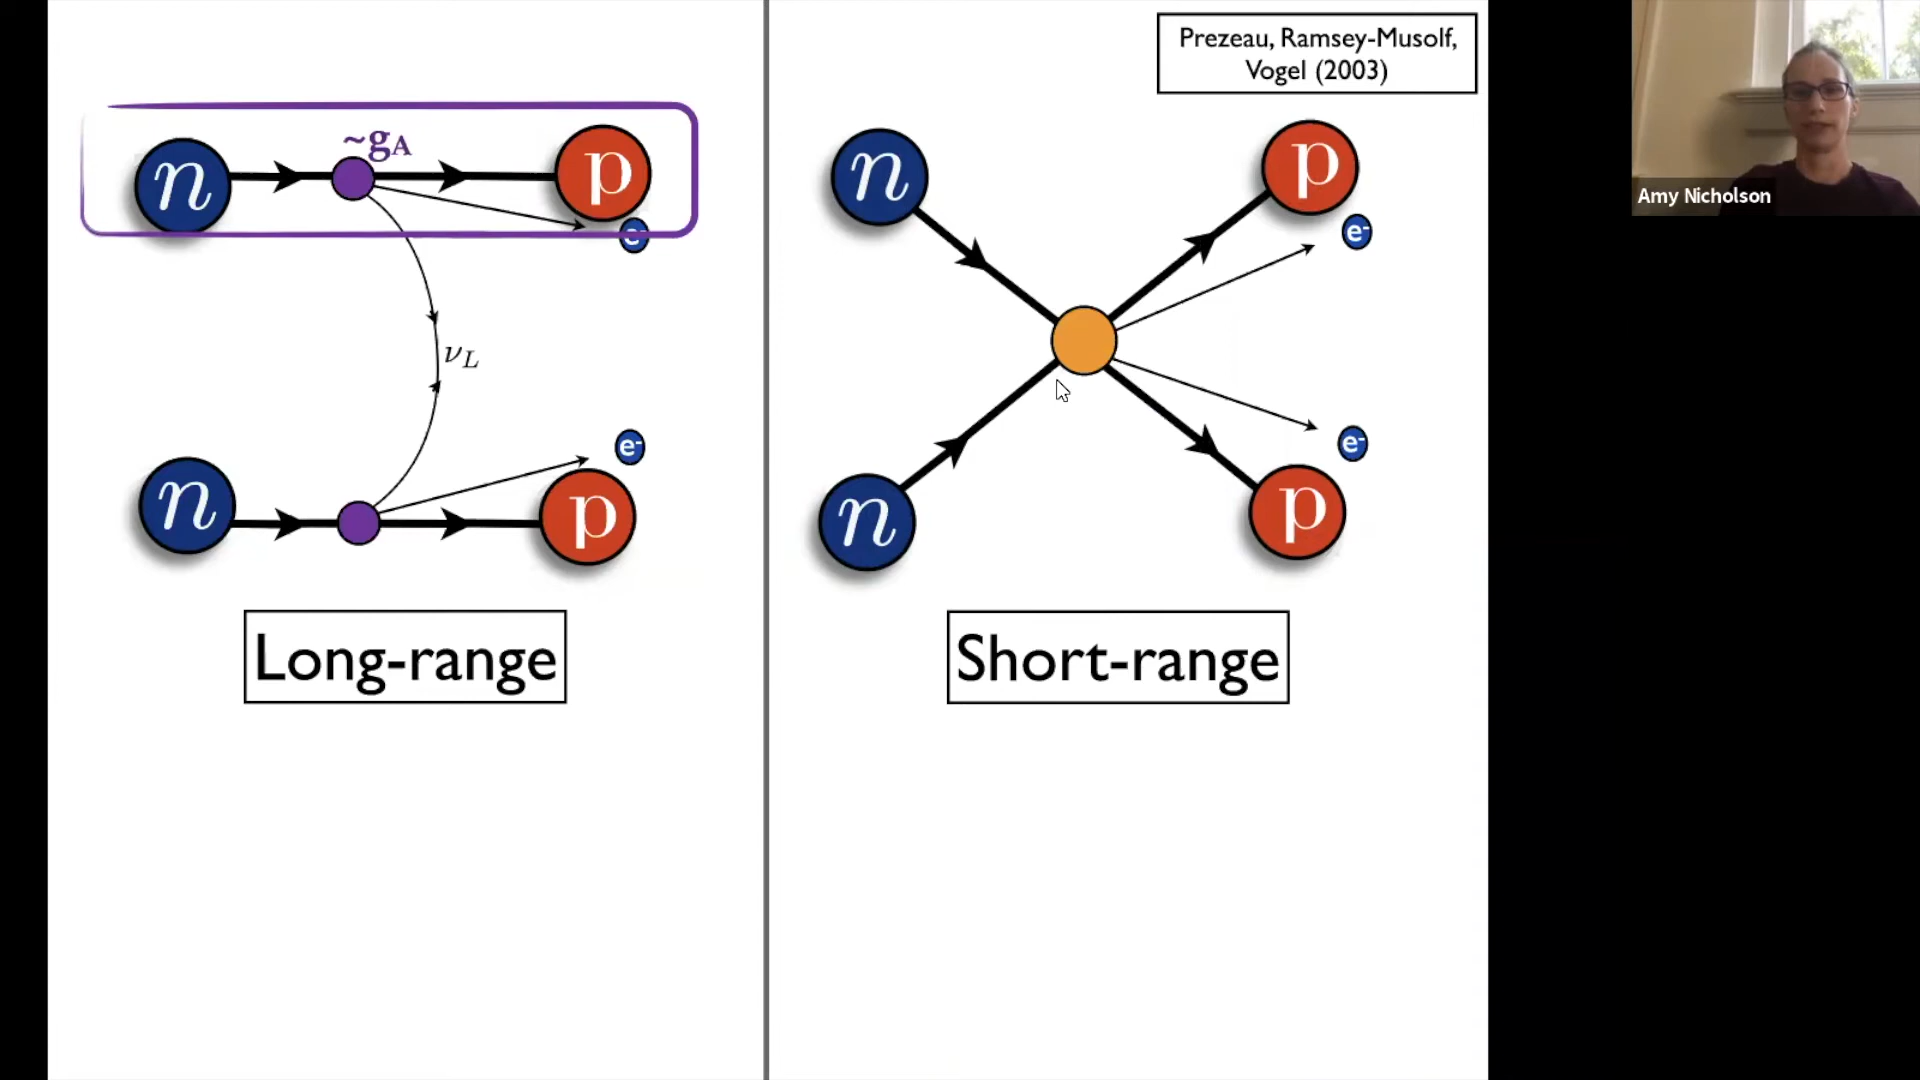 Prezeau, Ramsey-Musolf,
Vogel (2003)
~gA
n
p
e-
νL
e-
n
p
Long-range
n
p
e-
e-
n
p
Short-range
Amy Nicholson